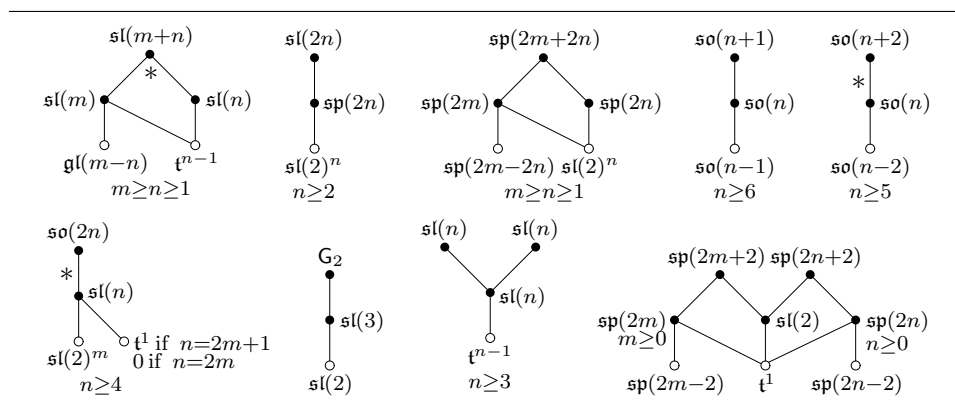 𝔰𝔩(m+n) 𝔰𝔩(2n) 𝔰𝔭(2m+2n) 𝔰𝔬(n+1) 𝔰𝔬(n+2)
* *
𝔰𝔩(m) 𝔰𝔩(n) 𝔰𝔭(2n) 𝔰𝔭(2m) 𝔰𝔭(2n) 𝔰𝔬(n) 𝔰𝔬(n)
𝔤𝔩(m−n) 𝔱ⁿ⁻¹ 𝔰𝔩(2)ⁿ 𝔰𝔭(2m−2n) 𝔰𝔩(2)ⁿ 𝔰𝔬(n−1) 𝔰𝔬(n−2)
m≥n≥1 n≥2 m≥n≥1 n≥6 n≥5
𝔰𝔬(2n) G₂ 𝔰𝔩(n) 𝔰𝔩(n) 𝔰𝔭(2m+2) 𝔰𝔭(2n+2)
*
𝔰𝔩(n) 𝔰𝔩(3) 𝔰𝔩(n) 𝔰𝔭(2m) 𝔰𝔩(2) 𝔰𝔭(2n)
m≥0 n≥0
𝔰𝔩(2)ᵐ 𝔱¹ if n=2m+1
0 if n=2m
𝔰𝔩(2) 𝔱ⁿ⁻¹ 𝔰𝔭(2m−2) 𝔱¹ 𝔰𝔭(2n−2)
n≥4 n≥3